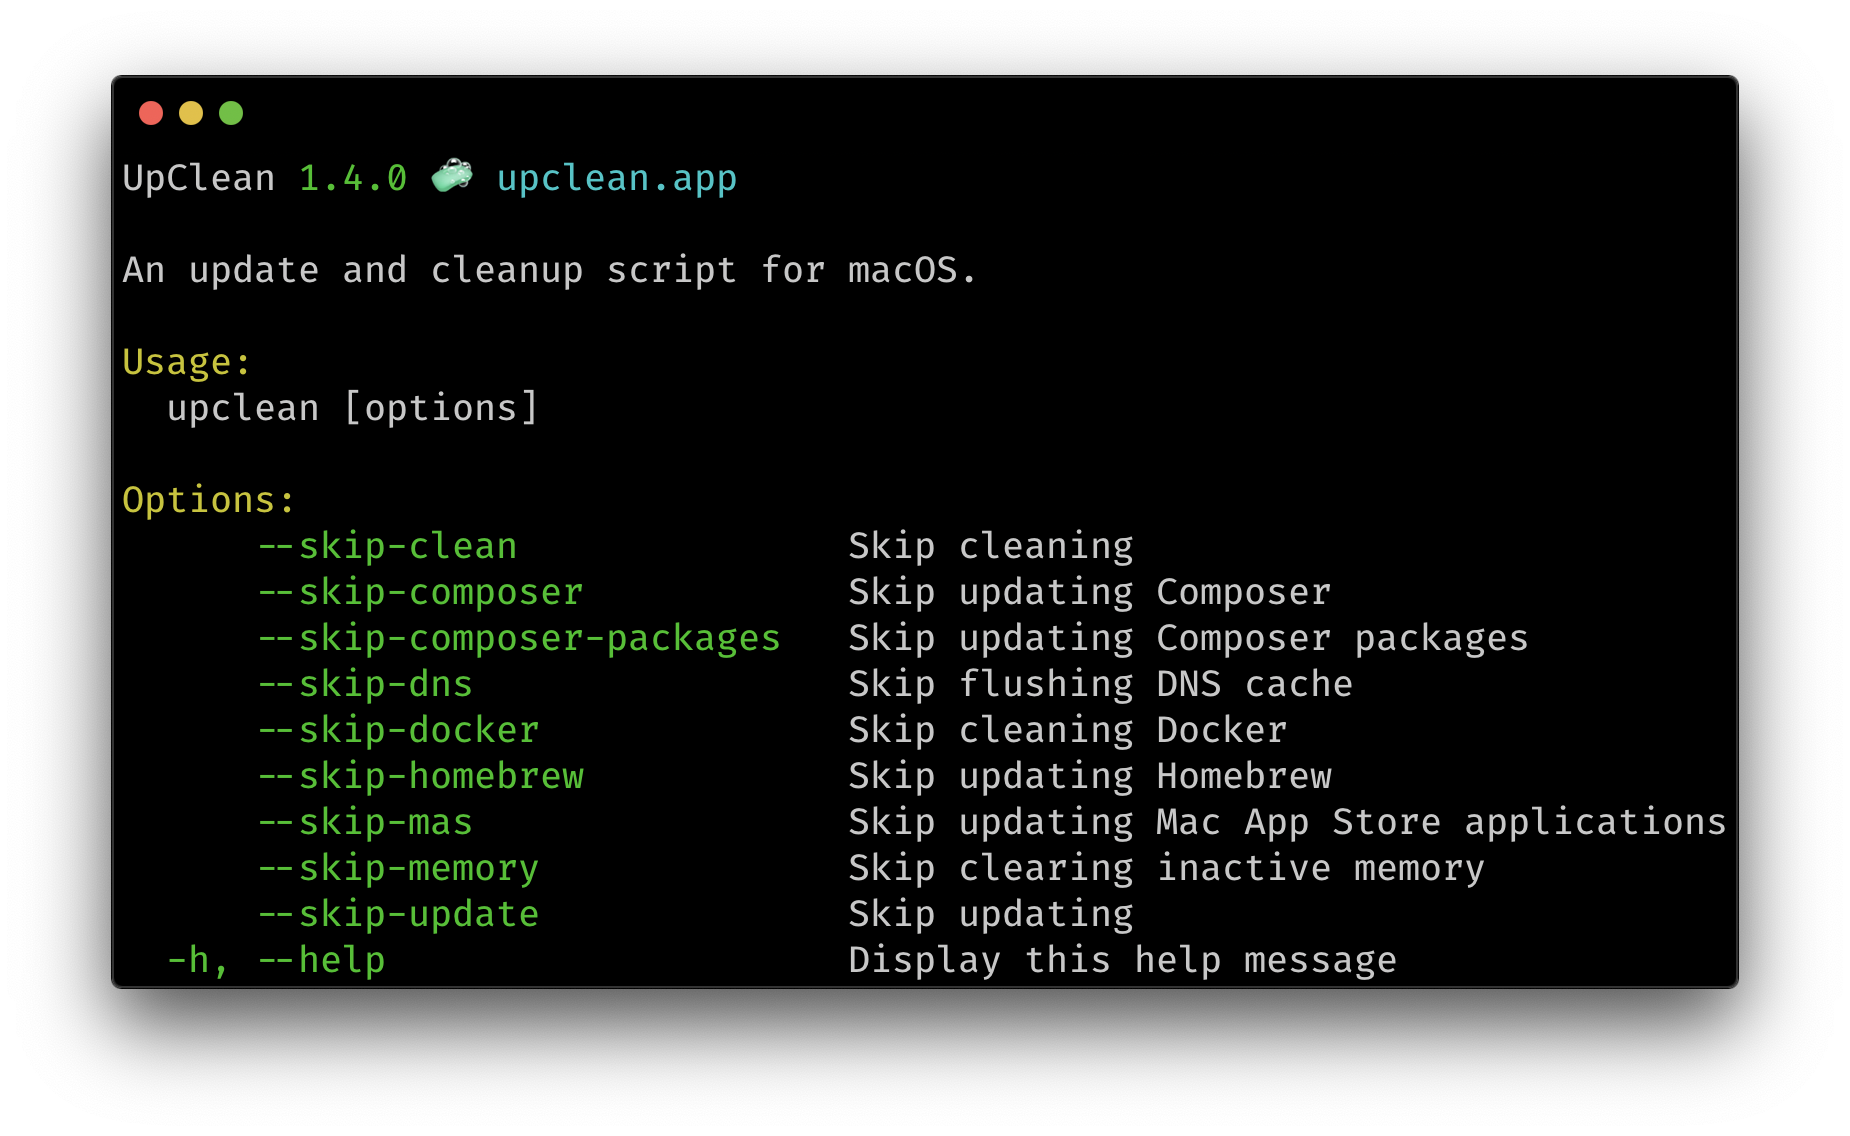 UpClean 1.4.0 🧼 upclean.app
An update and cleanup script for macOS.
Usage:
upclean [options]
Options:
--skip-clean Skip cleaning
--skip-composer Skip updating Composer
--skip-composer-packages Skip updating Composer packages
--skip-dns Skip flushing DNS cache
--skip-docker Skip cleaning Docker
--skip-homebrew Skip updating Homebrew
--skip-mas Skip updating Mac App Store applications
--skip-memory Skip clearing inactive memory
--skip-update Skip updating
-h, --help Display this help message